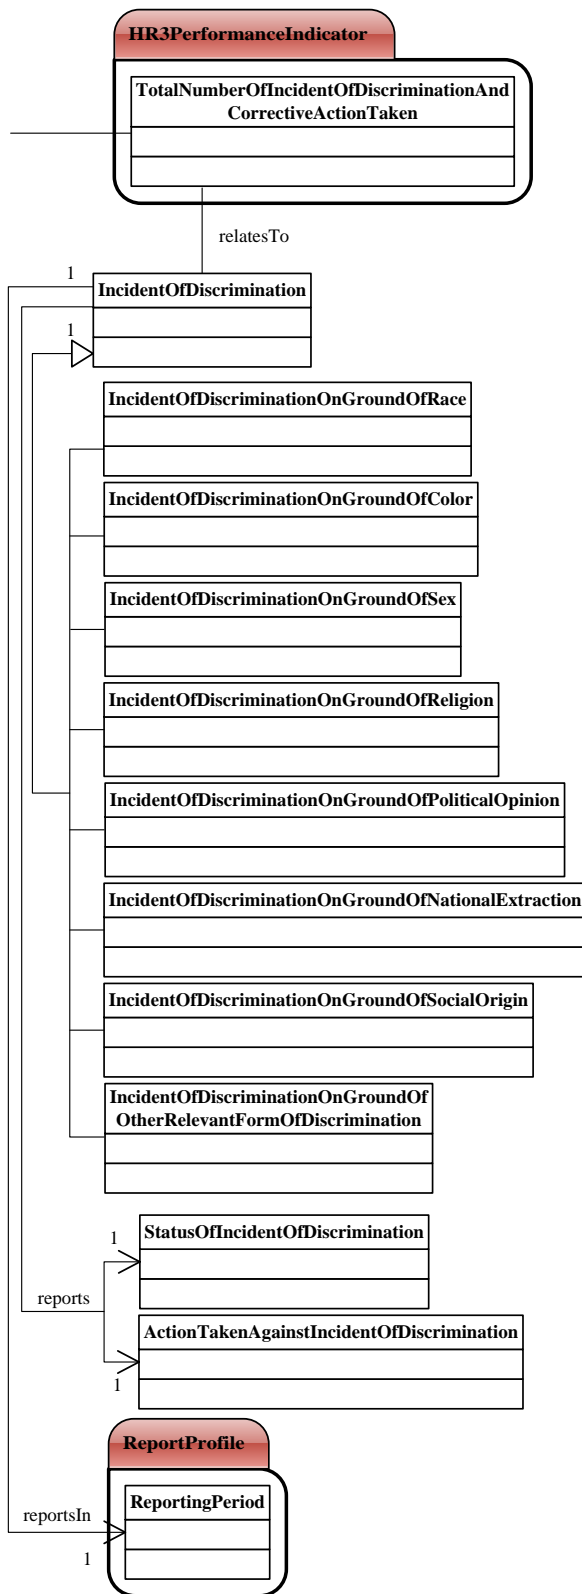 HR3PerformanceIndicator
TotalNumberOfIncidentOfDiscriminationAnd
CorrectiveActionTaken
relatesTo
1
IncidentOfDiscrimination
1
IncidentOfDiscriminationOnGroundOfRace
IncidentOfDiscriminationOnGroundOfColor
IncidentOfDiscriminationOnGroundOfSex
IncidentOfDiscriminationOnGroundOfReligion
IncidentOfDiscriminationOnGroundOfPoliticalOpinion
IncidentOfDiscriminationOnGroundOfNationalExtraction
IncidentOfDiscriminationOnGroundOfSocialOrigin
IncidentOfDiscriminationOnGroundOf
OtherRelevantFormOfDiscrimination
StatusOfIncidentOfDiscrimination
1
reports
ActionTakenAgainstIncidentOfDiscrimination
1
ReportProfile
ReportingPeriod
reportsIn
1